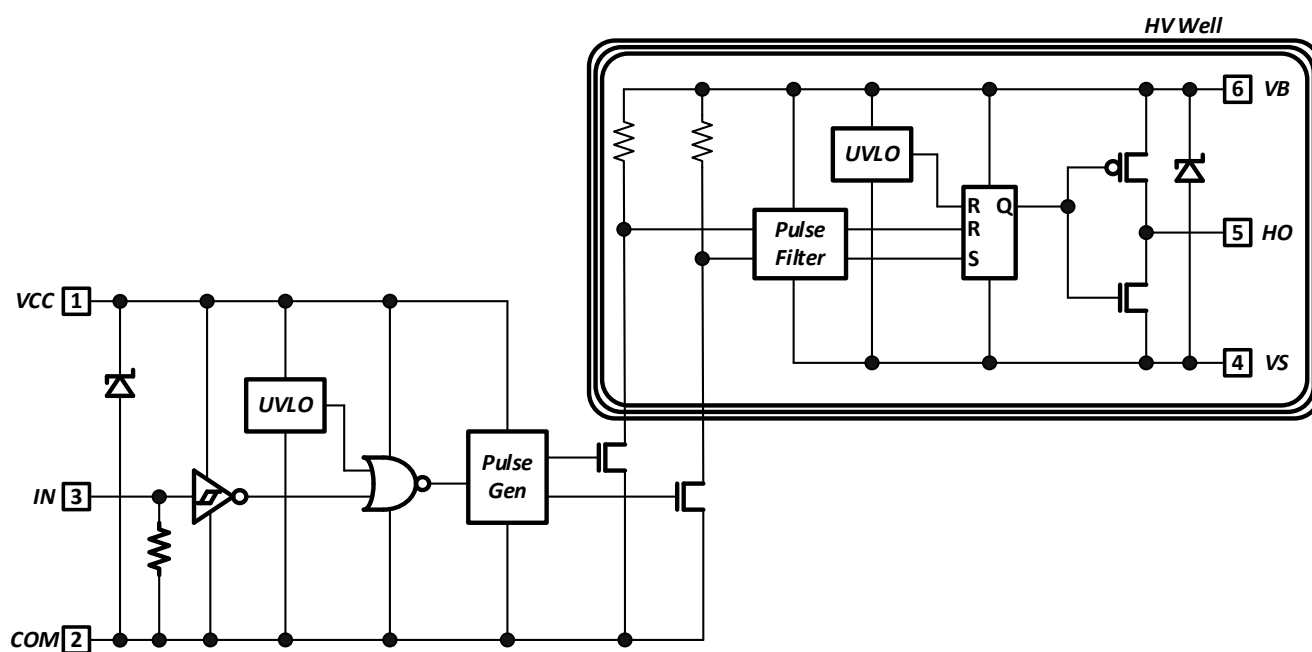 HV Well
6 VB
UVLO
R Q
R
S
Pulse
Filter
5 HO
VCC 1
4 VS
UVLO
Pulse
Gen
IN 3
COM 2